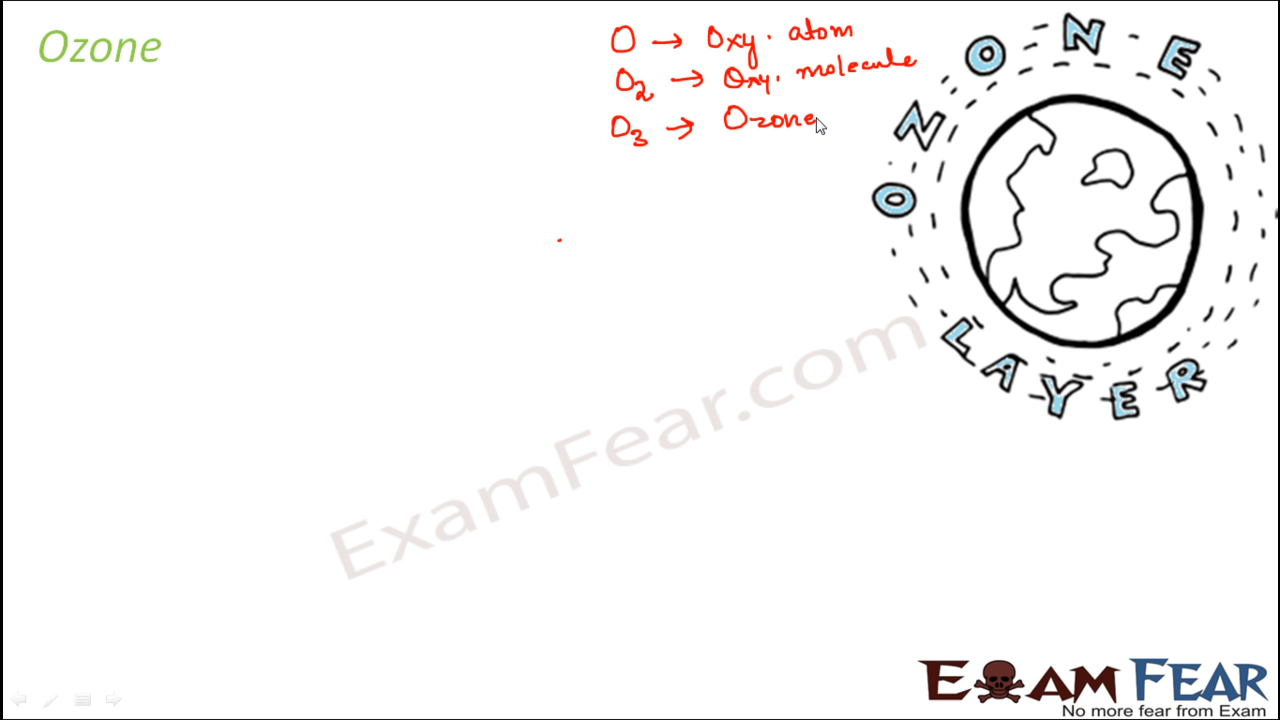 Ozone
O → Oxy. atom
O2 → Oxy. molecule
O3 → Ozone
OZONE
LAYER
ExamFear.com
EXAM FEAR
No more fear from Exam